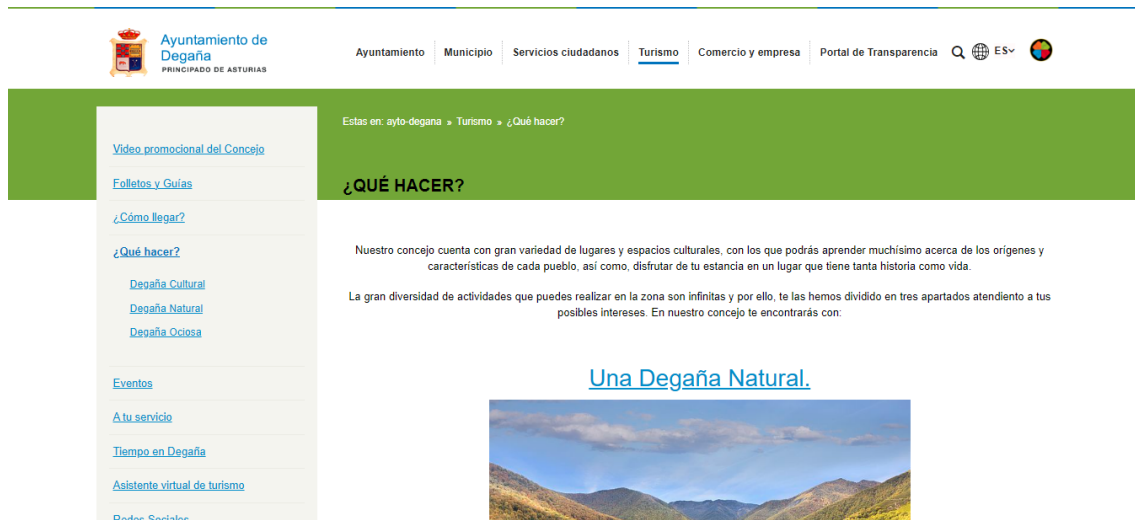 Ayuntamiento de
Degaña
PRINCIPADO DE ASTURIAS
Ayuntamiento
Municipio
Servicios ciudadanos
Turismo
Comercio y empresa
Portal de Transparencia
ES
Estas en: ayto-degana » Turismo » ¿Qué hacer?
¿QUÉ HACER?
Video promocional del Concejo
Folletos y Guías
¿Cómo llegar?
¿Qué hacer?
Degaña Cultural
Degaña Natural
Degaña Ociosa
Eventos
A tu servicio
Tiempo en Degaña
Asistente virtual de turismo
Redes Sociales
Nuestro concejo cuenta con gran variedad de lugares y espacios culturales, con los que podrás aprender muchísimo acerca de los orígenes y
características de cada pueblo, así como, disfrutar de tu estancia en un lugar que tiene tanta historia como vida.
La gran diversidad de actividades que puedes realizar en la zona son infinitas y por ello, te las hemos dividido en tres apartados atendiento a tus
posibles intereses. En nuestro concejo te encontrarás con:
Una Degaña Natural.